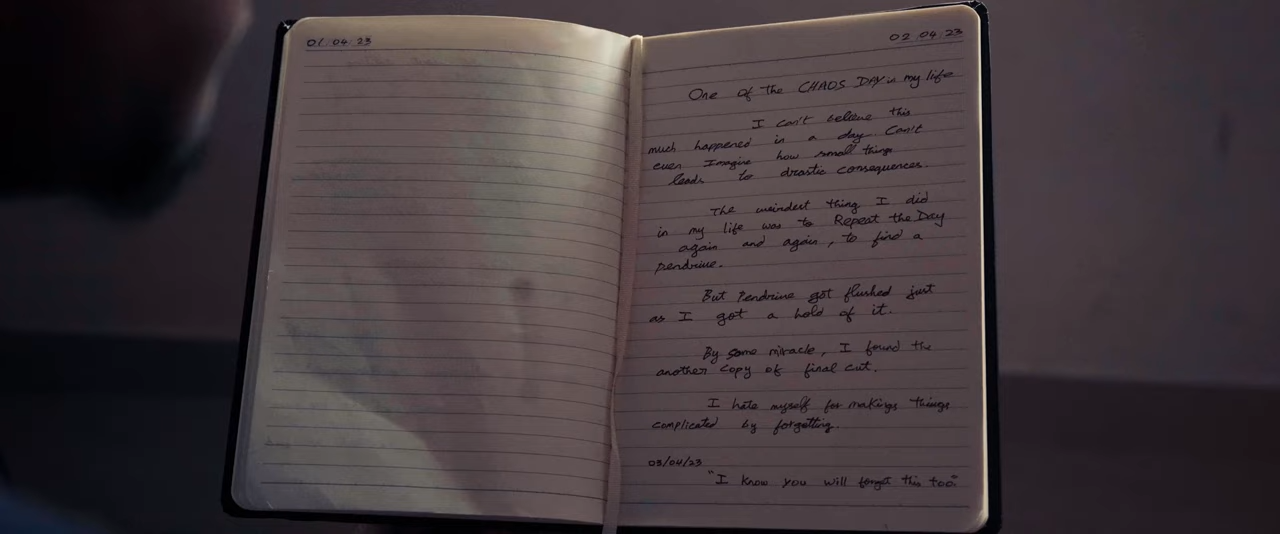 01.04.23
02.04.23
One of the CHAOS DAY in my life
I can't believe this
much happened in a day. Can't
even Imagine how small things
leads to drastic consequences.
The weirdest thing I did
in my life was to Repeat the Day
again and again, to find a
pendrive.
But Pendrive got flushed just
as I got a hold of it.
By some miracle, I found the
another copy of final cut.
I hate myself for makings things
complicated by forgetting.
03/04/23
"I know you will forget this too"